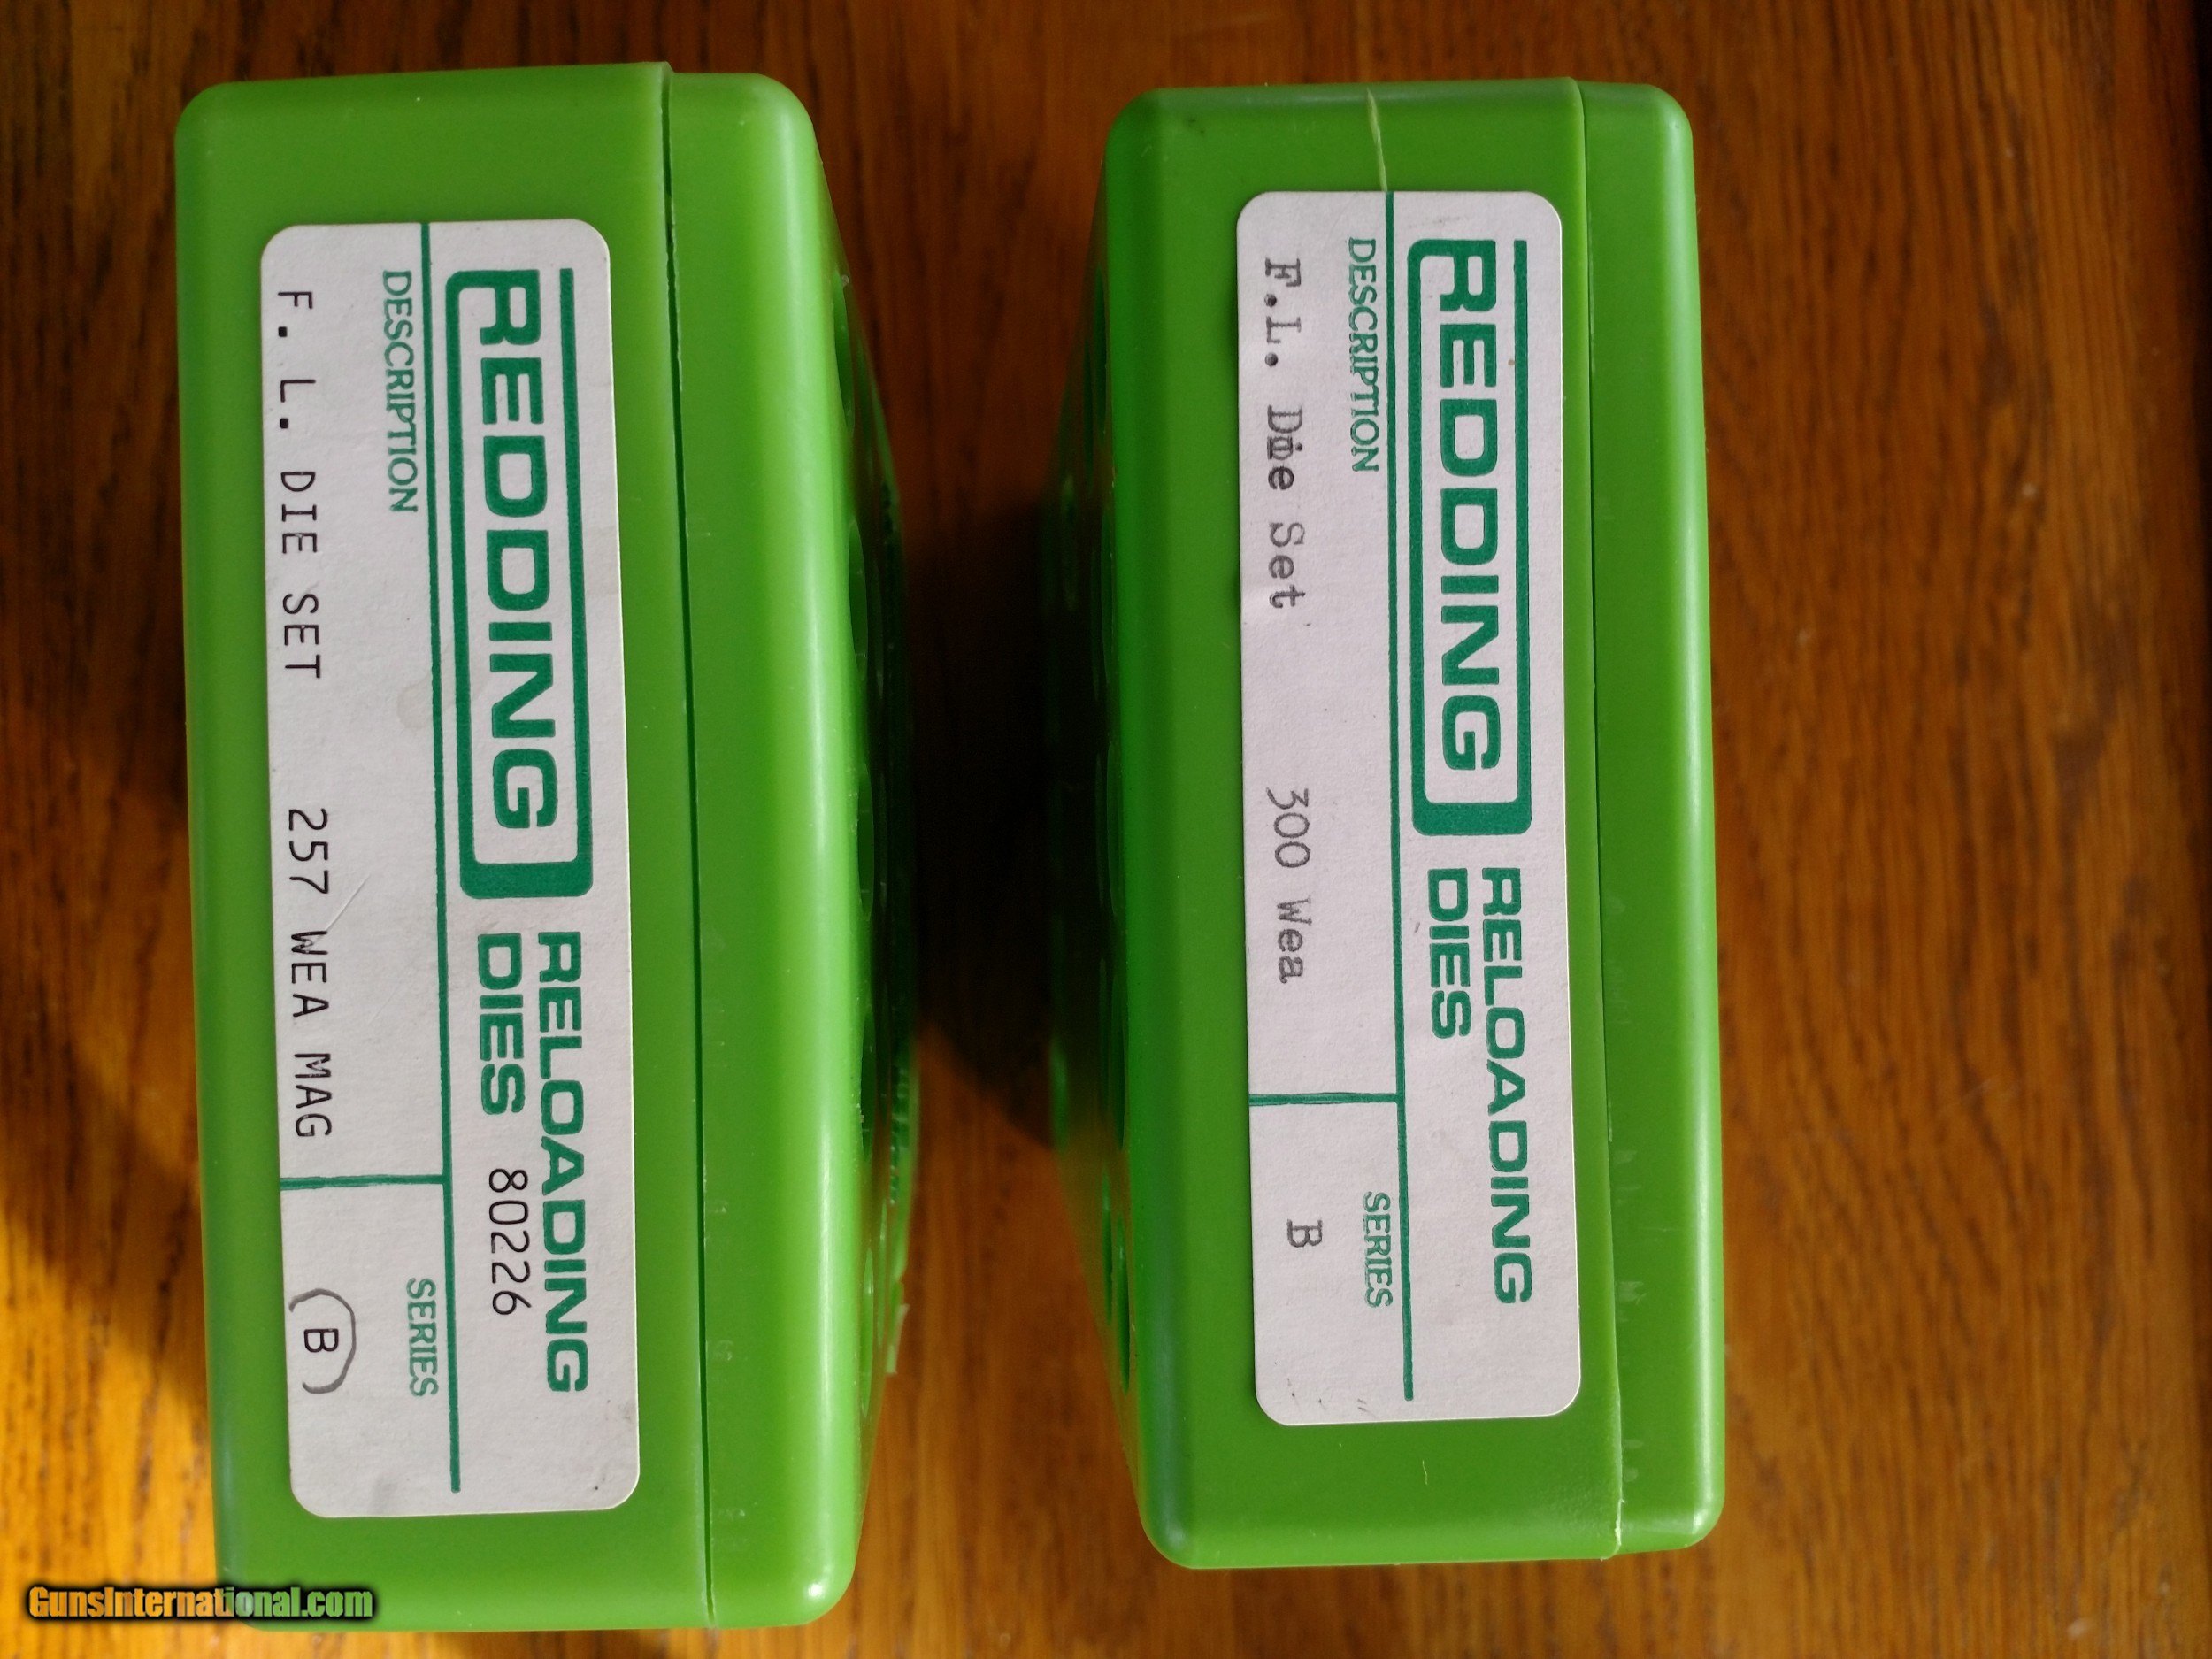 REDDING RELOADING
DIES 80226
DESCRIPTION SERIES
F. L. DIE SET 257 WEA MAG (B)
REDDING RELOADING
DIES
DESCRIPTION SERIES
F.L. Die Set 300 Wea B
GunsInternational.com